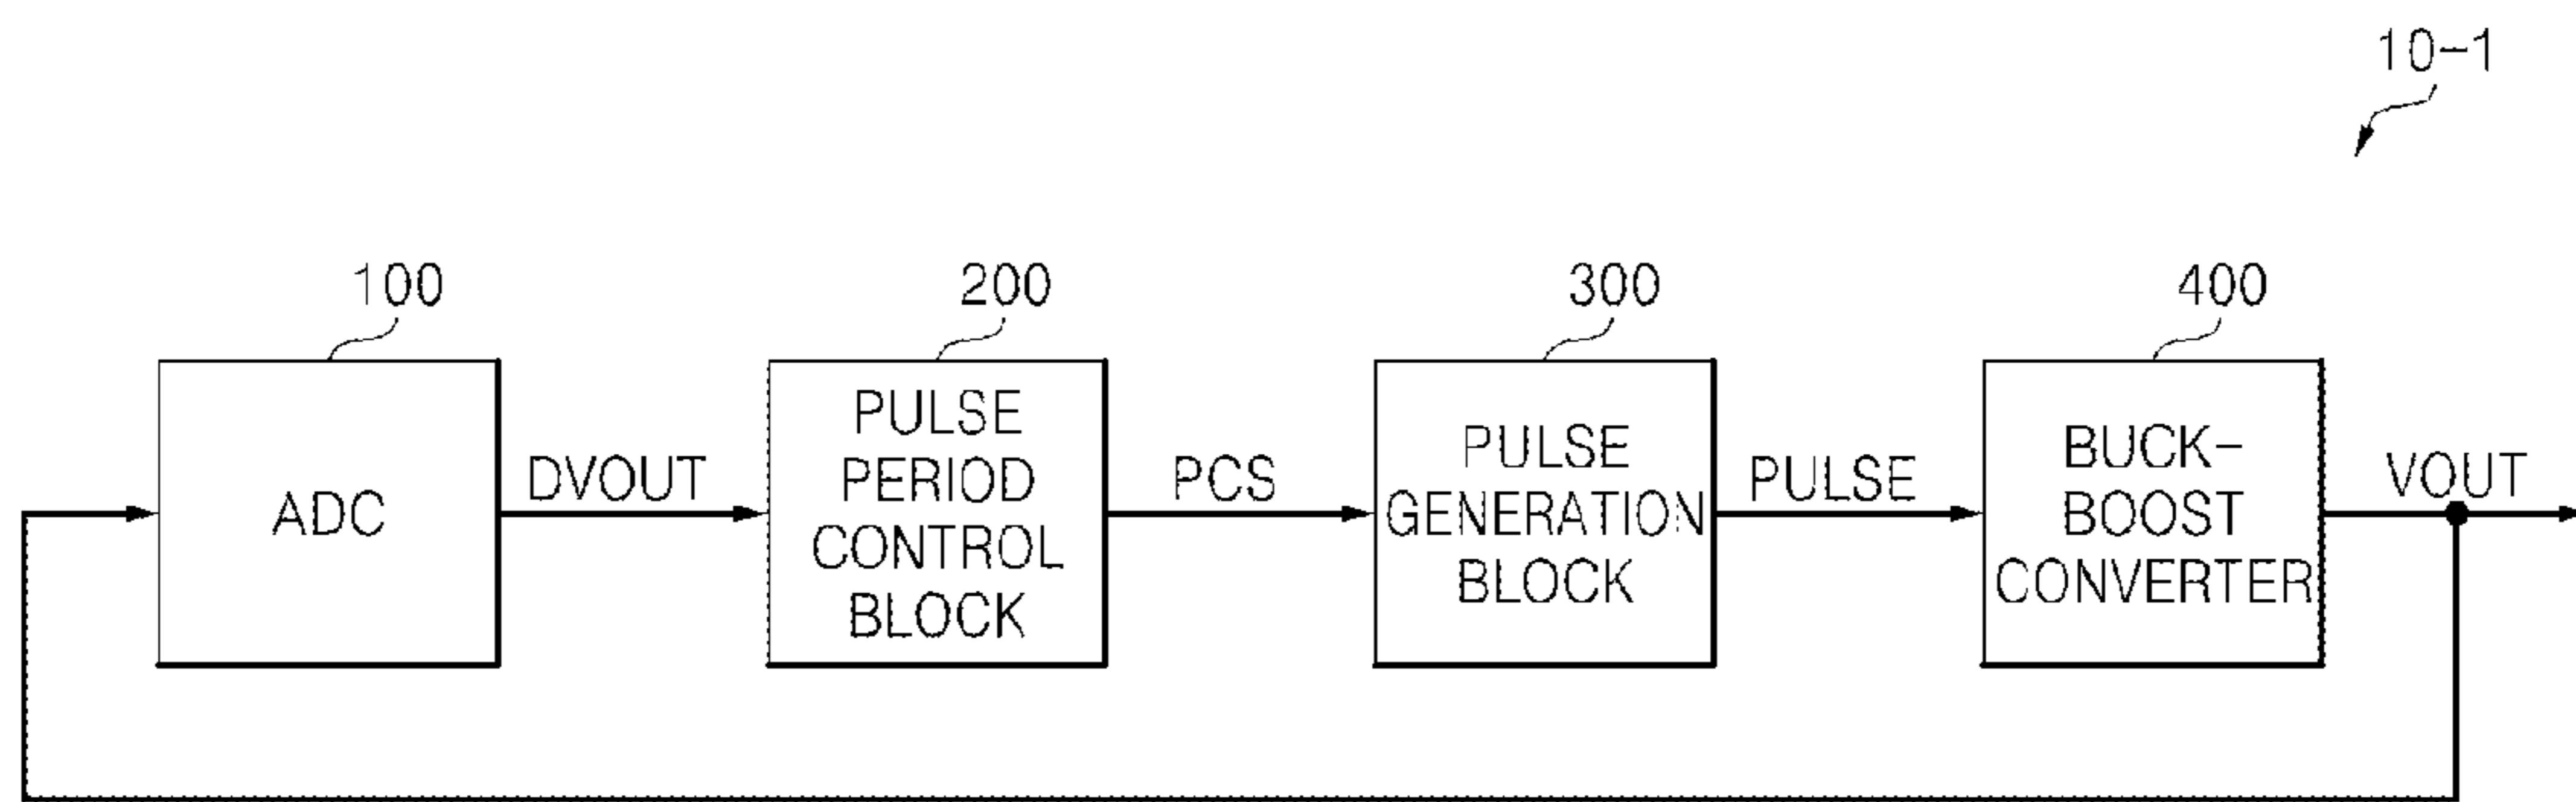 10-1
100
200
300
400
ADC
DVOUT
PULSE
PERIOD
CONTROL
BLOCK
PCS
PULSE
GENERATION
BLOCK
PULSE
BUCK-
BOOST
CONVERTER
VOUT